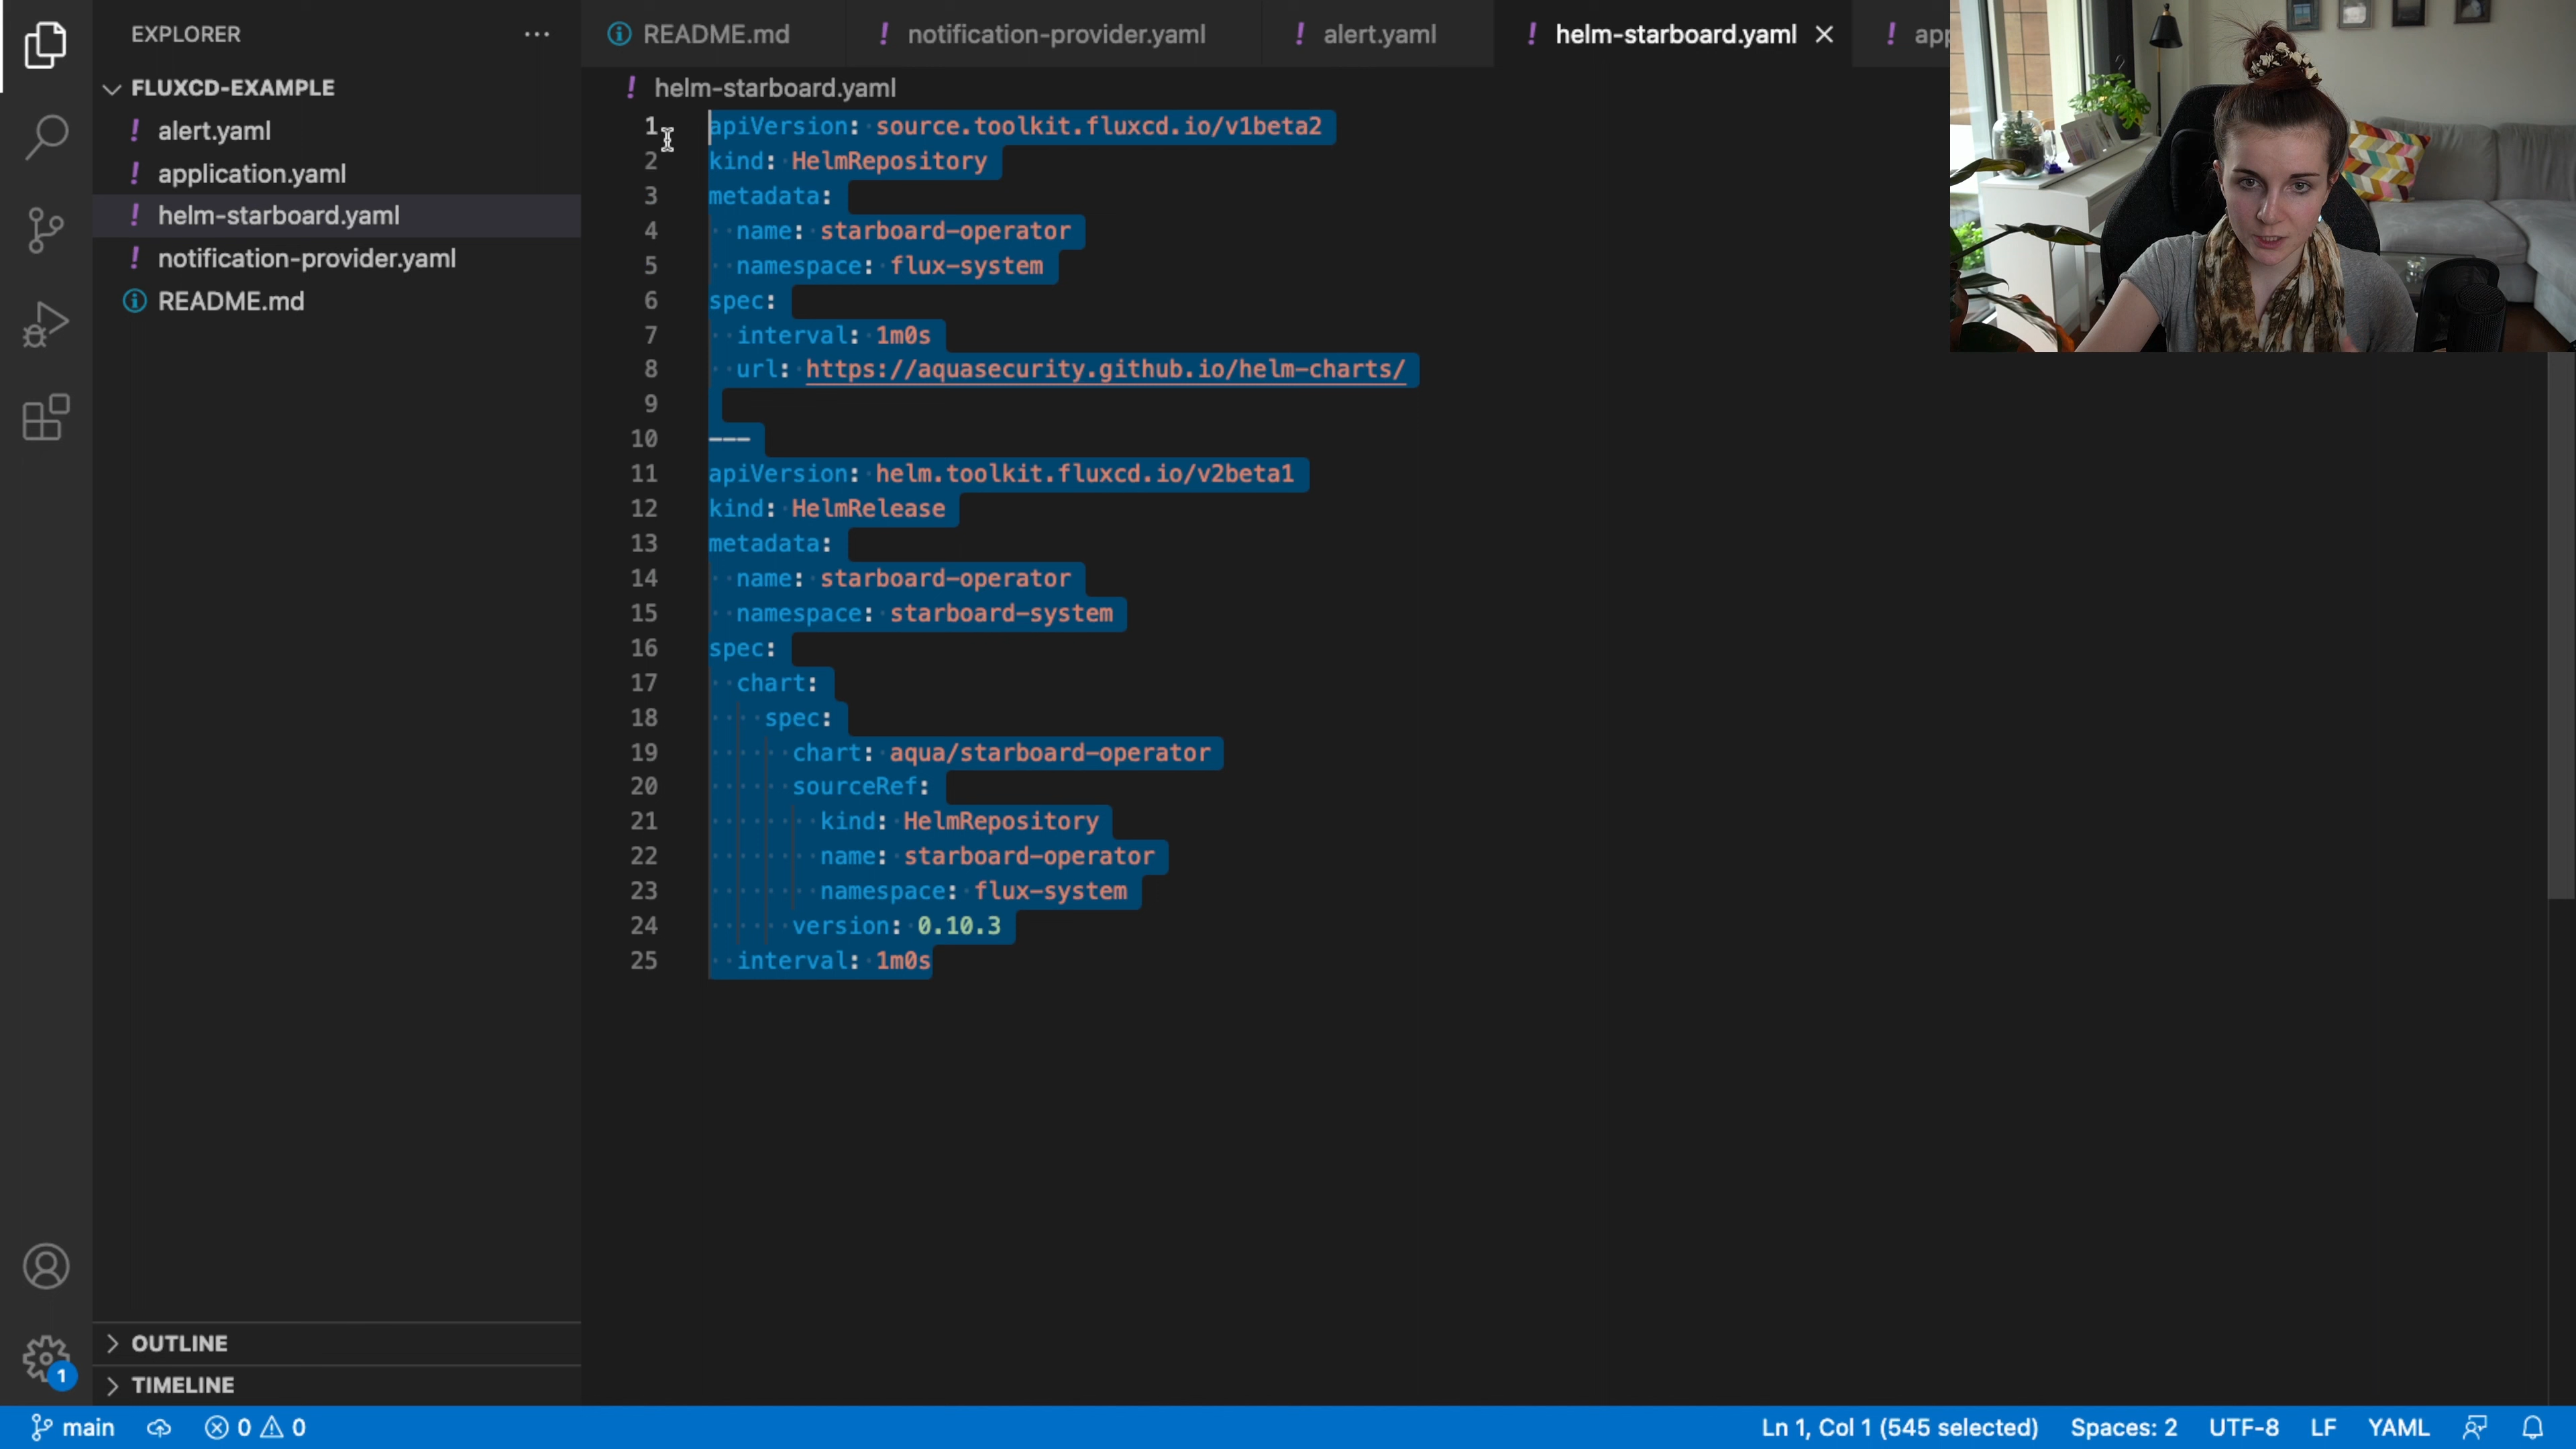 EXPLORER
FLUXCD-EXAMPLE
! alert.yaml
! application.yaml
! helm-starboard.yaml
! notification-provider.yaml
README.md
OUTLINE
TIMELINE
README.md ! notification-provider.yaml ! alert.yaml ! helm-starboard.yaml ! app
! helm-starboard.yaml
1 apiVersion: source.toolkit.fluxcd.io/v1beta2
2 kind: HelmRepository
3 metadata:
4   name: starboard-operator
5   namespace: flux-system
6 spec:
7   interval: 1m0s
8   url: https://aquasecurity.github.io/helm-charts/
9
10 ---
11 apiVersion: helm.toolkit.fluxcd.io/v2beta1
12 kind: HelmRelease
13 metadata:
14   name: starboard-operator
15   namespace: starboard-system
16 spec:
17   chart:
18     spec:
19       chart: aqua/starboard-operator
20       sourceRef:
21         kind: HelmRepository
22         name: starboard-operator
23         namespace: flux-system
24       version: 0.10.3
25   interval: 1m0s
1
main 0 0 Ln 1, Col 1 (545 selected) Spaces: 2 UTF-8 LF YAML